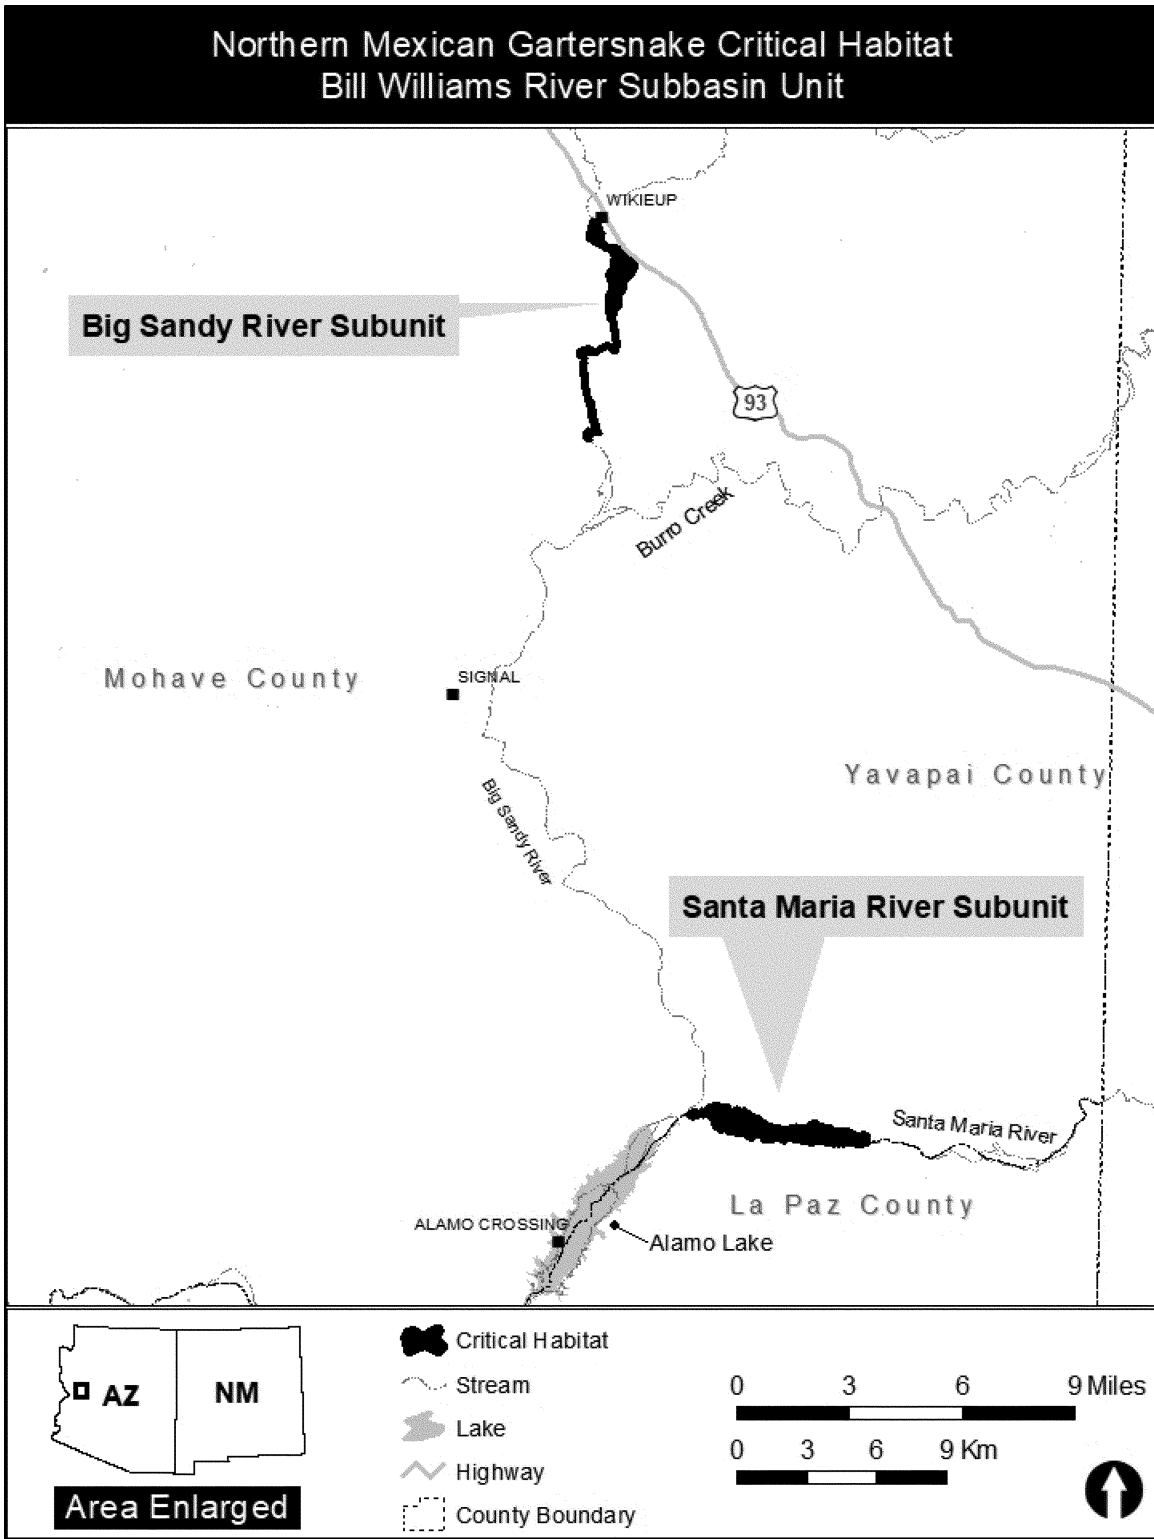 Northern Mexican Gartersnake Critical Habitat
Bill Williams River Subbasin Unit
WIKIEUP
Big Sandy River Subunit
93
Burro Creek
Mohave County
SIGNAL
Yavapai County
Big Sandy River
Santa Maria River Subunit
Santa Maria River
La Paz County
ALAMO CROSSING
Alamo Lake
AZ
NM
Area Enlarged
Critical Habitat
Stream
Lake
Highway
County Boundary
0 3 6 9 Miles
0 3 6 9 Km